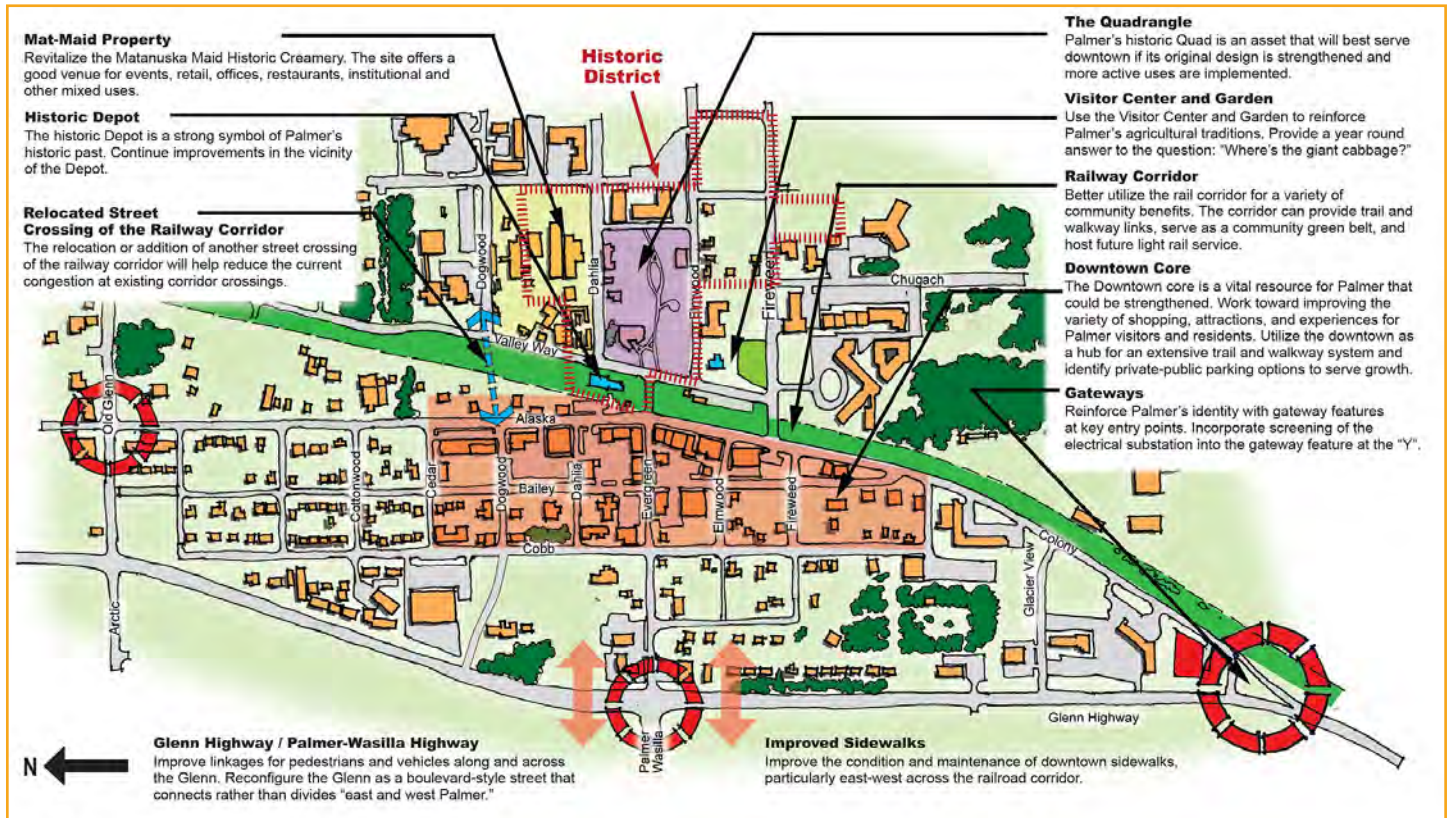 Mat-Maid Property
Revitalize the Matanuska Maid Historic Creamery. The site offers a
good venue for events, retail, offices, restaurants, institutional and
other mixed uses.
Historic Depot
The historic Depot is a strong symbol of Palmer's
historic past. Continue improvements in the vicinity
of the Depot.
Relocated Street
Crossing of the Railway Corridor
The relocation or addition of another street crossing
of the railway corridor will help reduce the current
congestion at existing corridor crossings.
Historic
District
The Quadrangle
Palmer's historic Quad is an asset that will best serve
downtown if its original design is strengthened and
more active uses are implemented.
Visitor Center and Garden
Use the Visitor Center and Garden to reinforce
Palmer's agricultural traditions. Provide a year round
answer to the question: "Where's the giant cabbage?"
Railway Corridor
Better utilize the rail corridor for a variety of
community benefits. The corridor can provide trail and
walkway links, serve as a community green belt, and
host future light rail service.
Downtown Core
The Downtown core is a vital resource for Palmer that
could be strengthened. Work toward improving the
variety of shopping, attractions, and experiences for
Palmer visitors and residents. Utilize the downtown as
a hub for an extensive trail and walkway system and
identify private-public parking options to serve growth.
Gateways
Reinforce Palmer's identity with gateway features
at key entry points. Incorporate screening of the
electrical substation into the gateway feature at the "Y".
Dogwood
Dahlia
Elmwood
Fireweed
Chugach
Valley Way
Old Glenn
Alaska
Cottonwood
Cedar
Dogwood
Bailey
Dahlia
Evergreen
Elmwood
Fireweed
Cobb
Colony
Glacier View
Arctic
Palmer
Wasilla
Glenn Highway
N
Glenn Highway / Palmer-Wasilla Highway
Improve linkages for pedestrians and vehicles along and across
the Glenn. Reconfigure the Glenn as a boulevard-style street that
connects rather than divides "east and west Palmer."
Improved Sidewalks
Improve the condition and maintenance of downtown sidewalks,
particularly east-west across the railroad corridor.